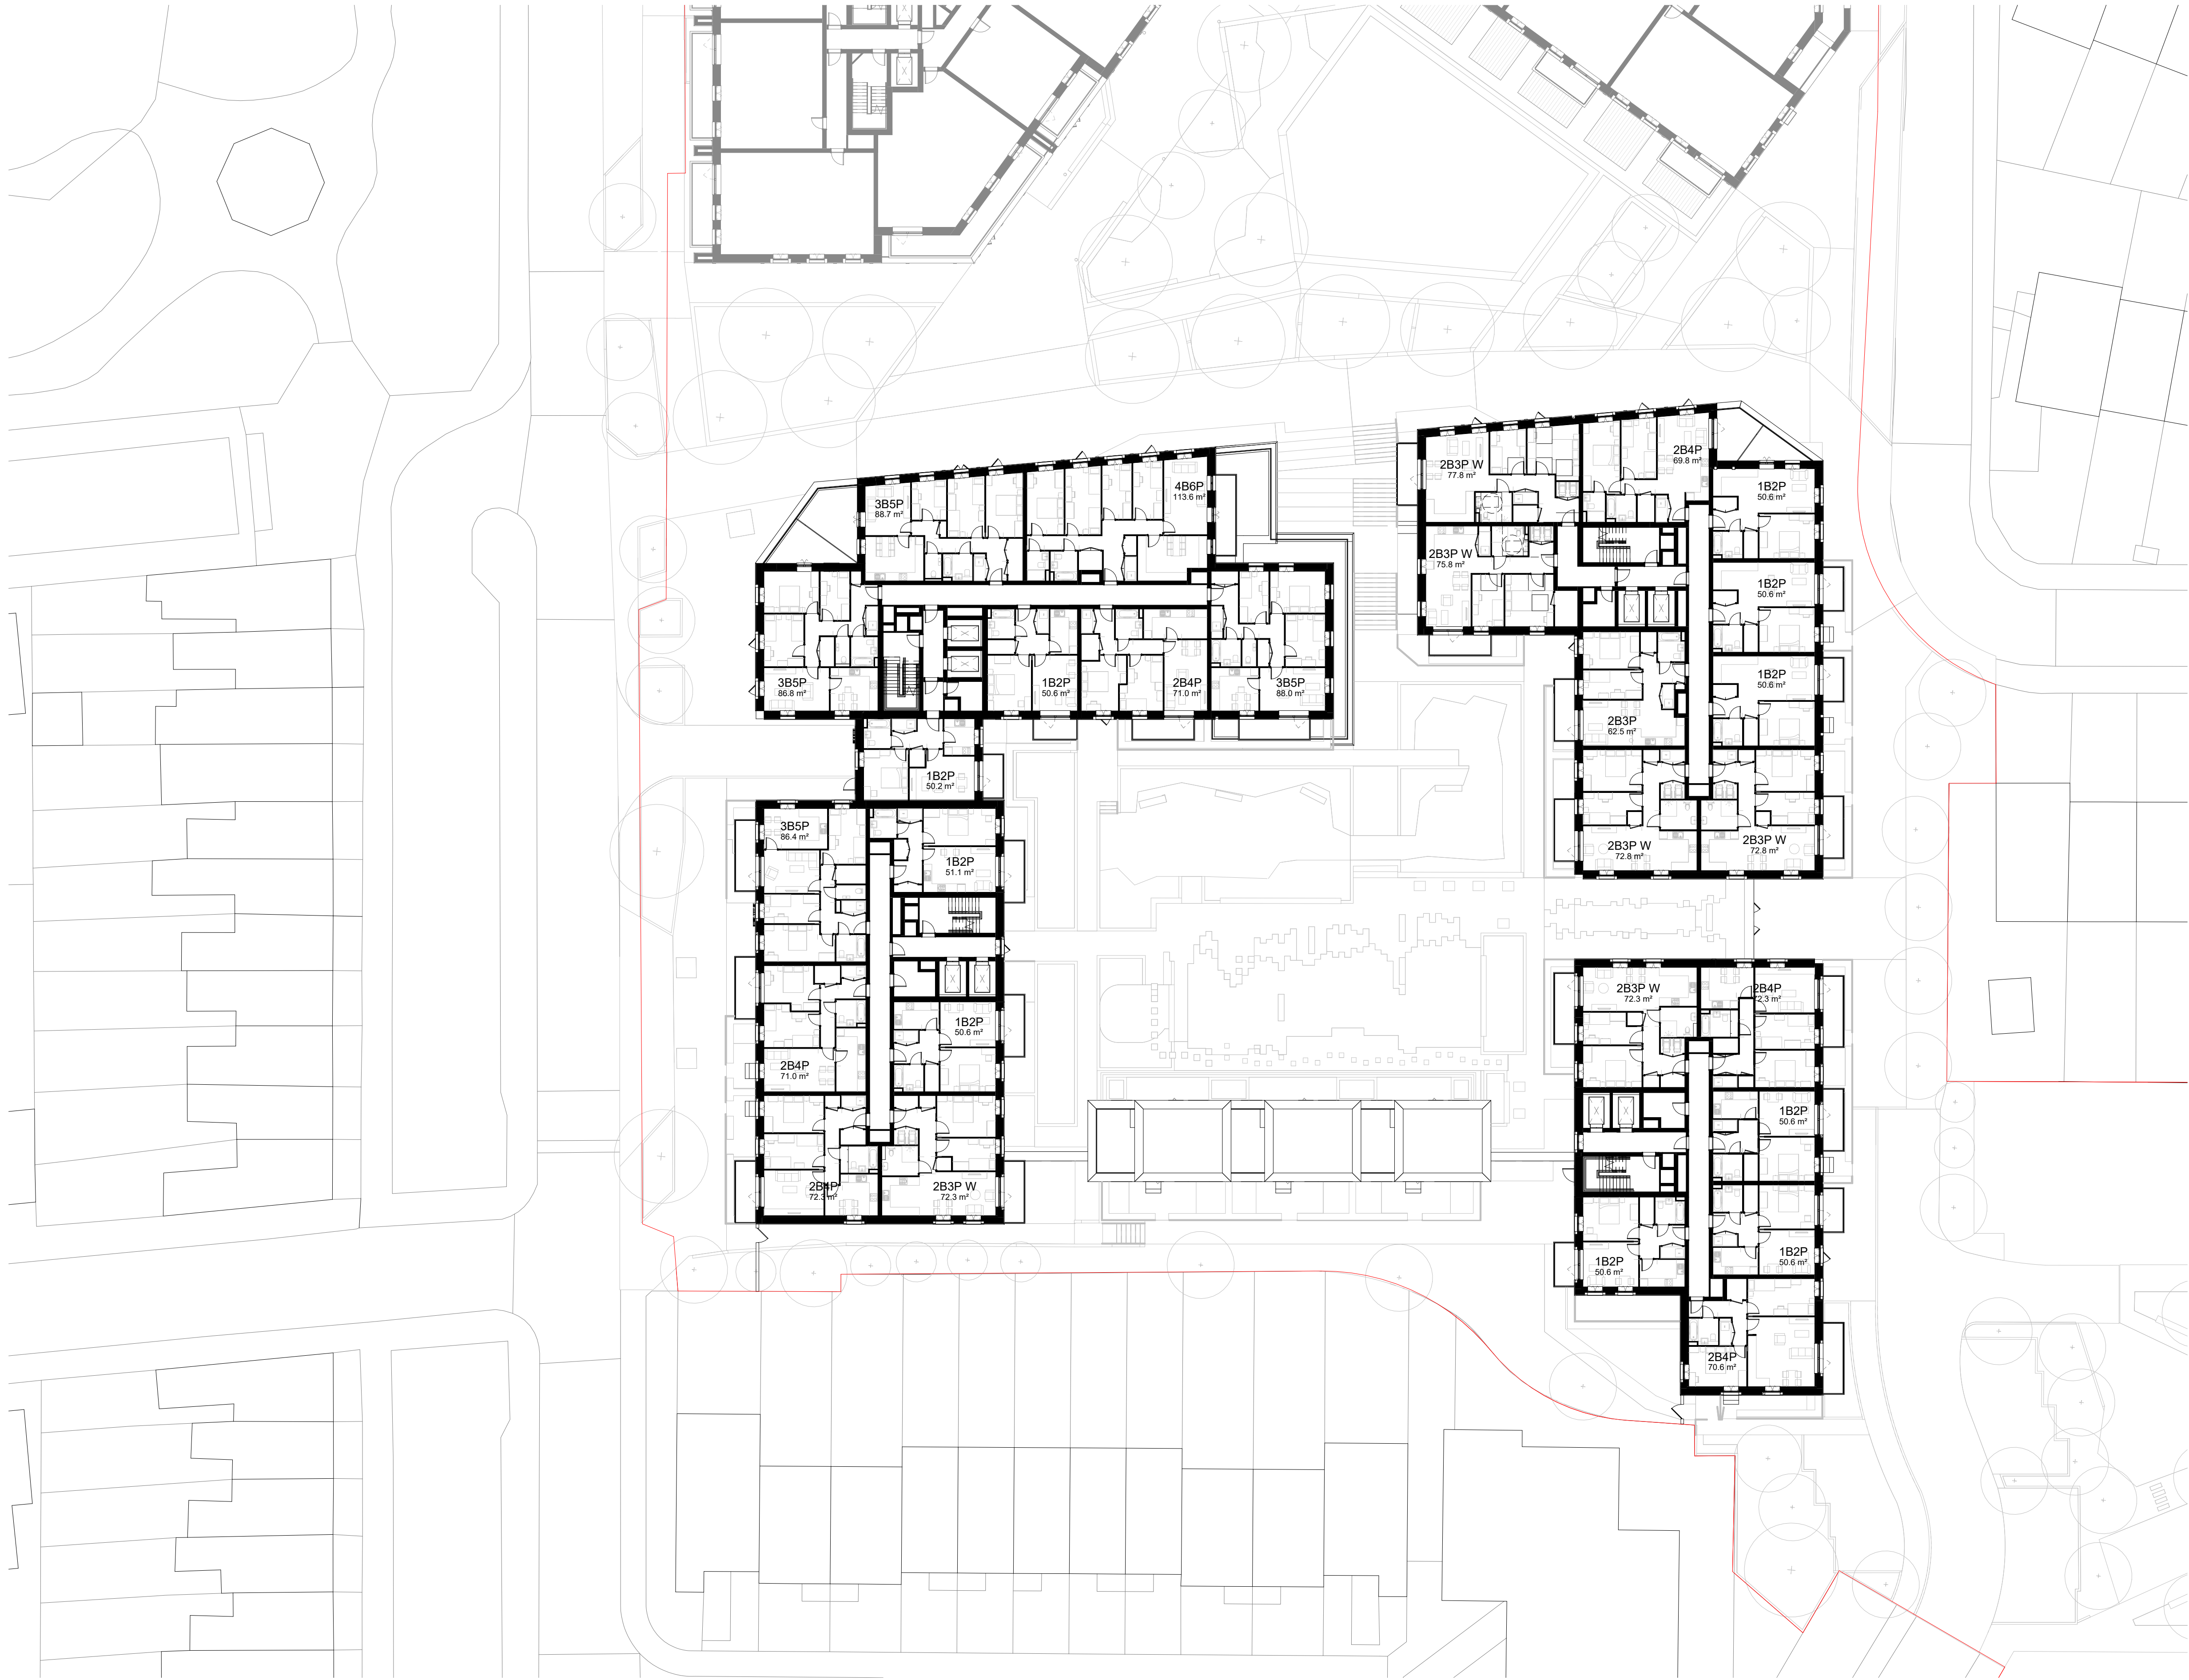 2B4P
69.8 m²
2B3P W
77.8 m²
1B2P
50.6 m²
4B6P
113.6 m²
3B5P
88.7 m²
2B3P W
75.8 m²
1B2P
50.6 m²
1B2P
50.6 m²
3B5P
86.8 m²
1B2P
50.6 m²
2B4P
71.0 m²
3B5P
88.0 m²
2B3P
62.5 m²
1B2P
50.2 m²
3B5P
86.4 m²
1B2P
51.1 m²
2B3P W
72.8 m²
2B3P W
72.8 m²
2B3P W
72.3 m²
2B4P
72.3 m²
1B2P
50.6 m²
2B4P
71.0 m²
1B2P
50.6 m²
2B4P
72.3 m²
2B3P W
72.3 m²
1B2P
50.6 m²
1B2P
50.6 m²
2B4P
70.6 m²